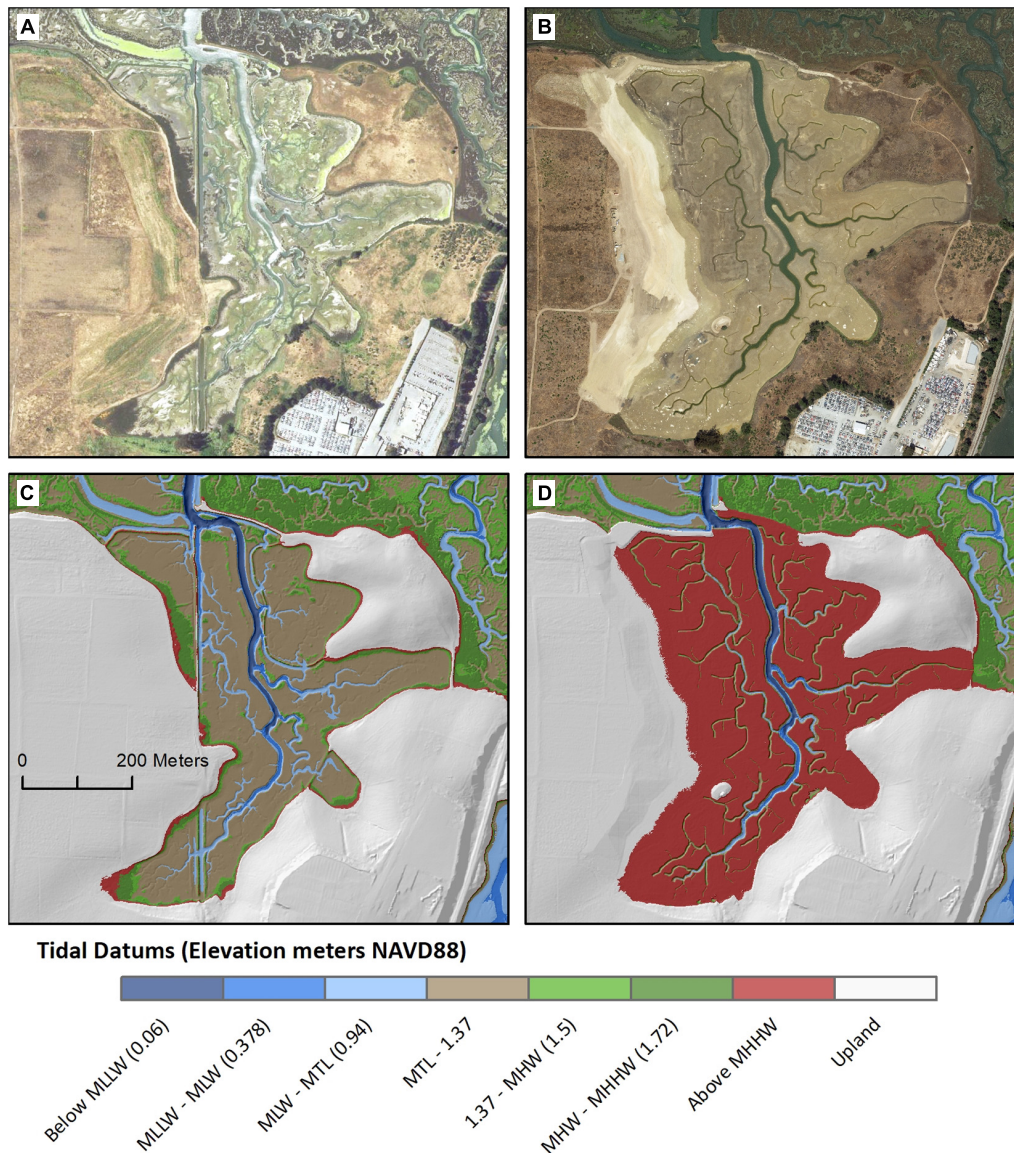 A
B
C
D
0 200 Meters
Tidal Datums (Elevation meters NAVD88)
Below MLLW (0.06)
MLLW - MLW (0.378)
MLW - MTL (0.94)
MTL - 1.37
1.37 - MHW (1.5)
MHW - MHHW (1.72)
Above MHHW
Upland